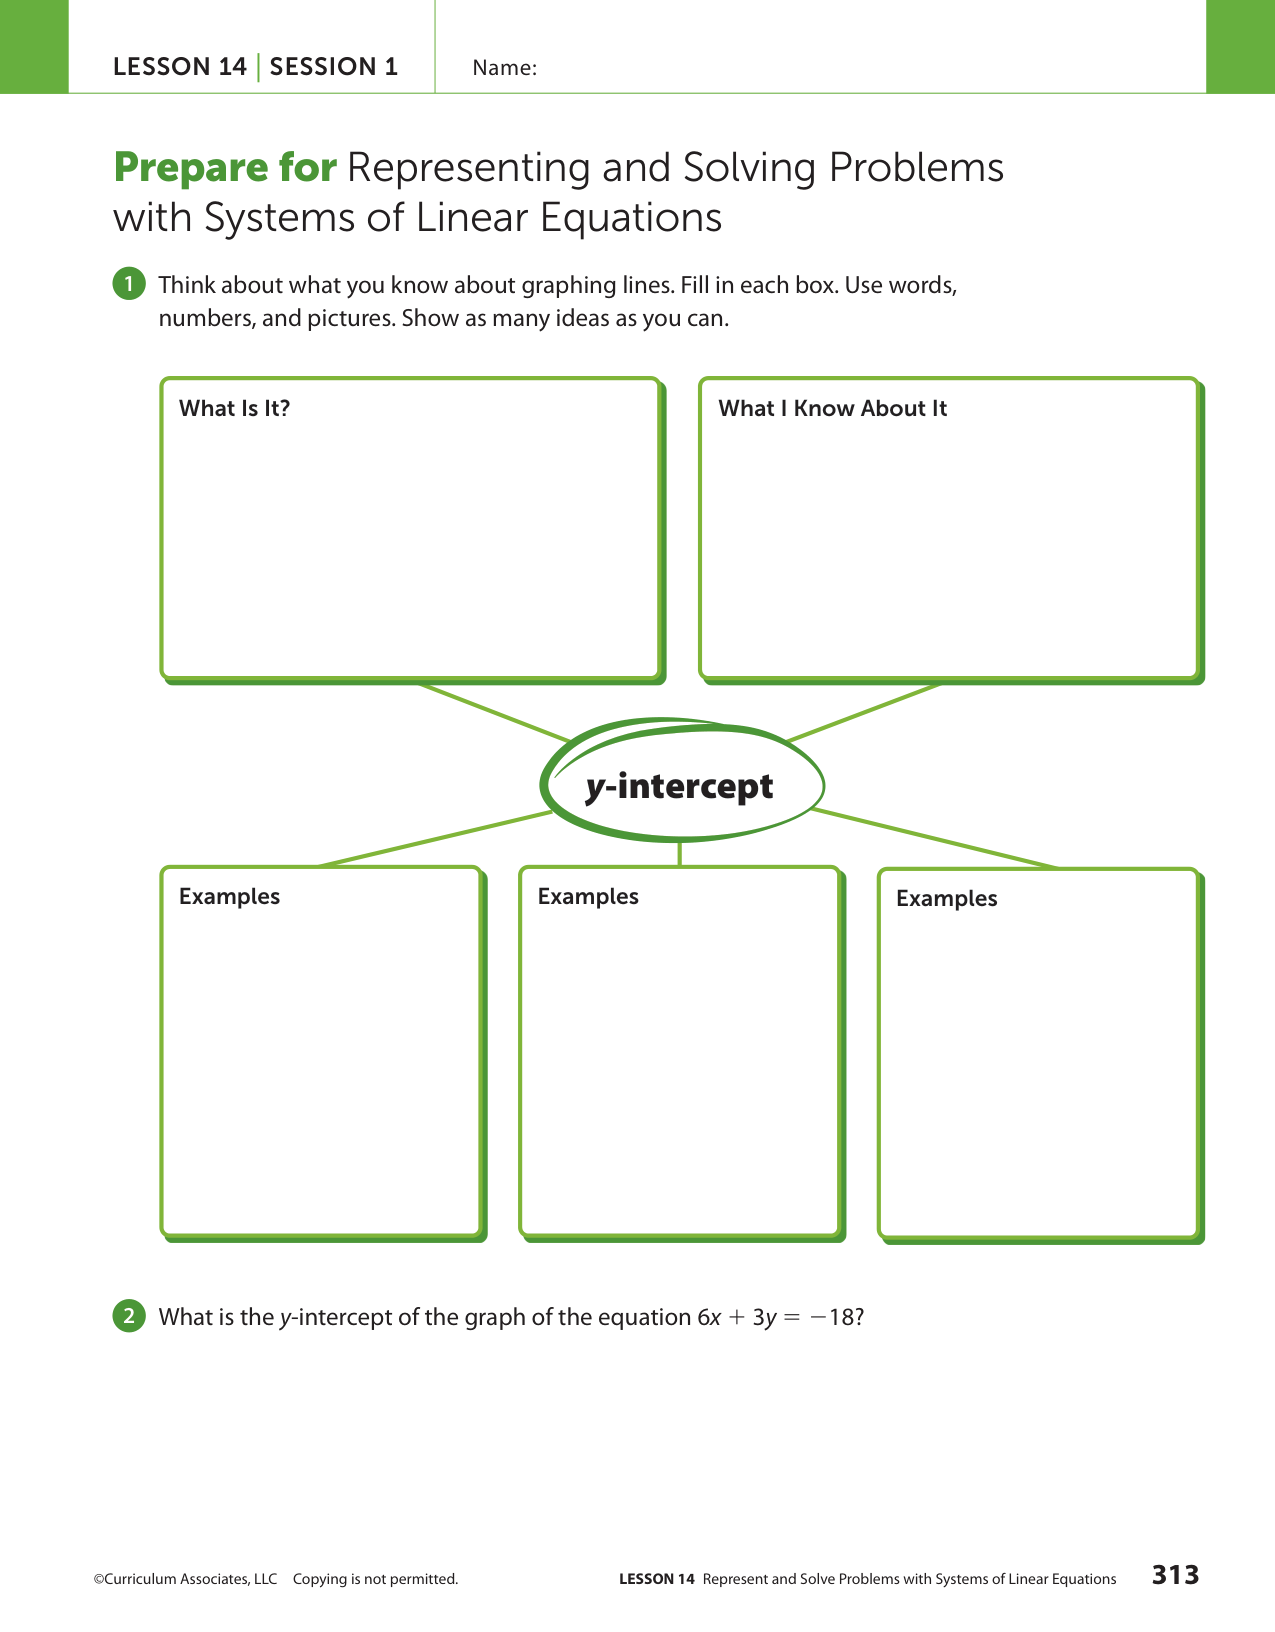 LESSON 14 | SESSION 1
Name:
Prepare for Representing and Solving Problems
with Systems of Linear Equations
1 Think about what you know about graphing lines. Fill in each box. Use words,
numbers, and pictures. Show as many ideas as you can.
What Is It?
What I Know About It
y-intercept
Examples
Examples
Examples
2 What is the y-intercept of the graph of the equation 6x + 3y = −18?
©Curriculum Associates, LLC Copying is not permitted.
LESSON 14 Represent and Solve Problems with Systems of Linear Equations 313